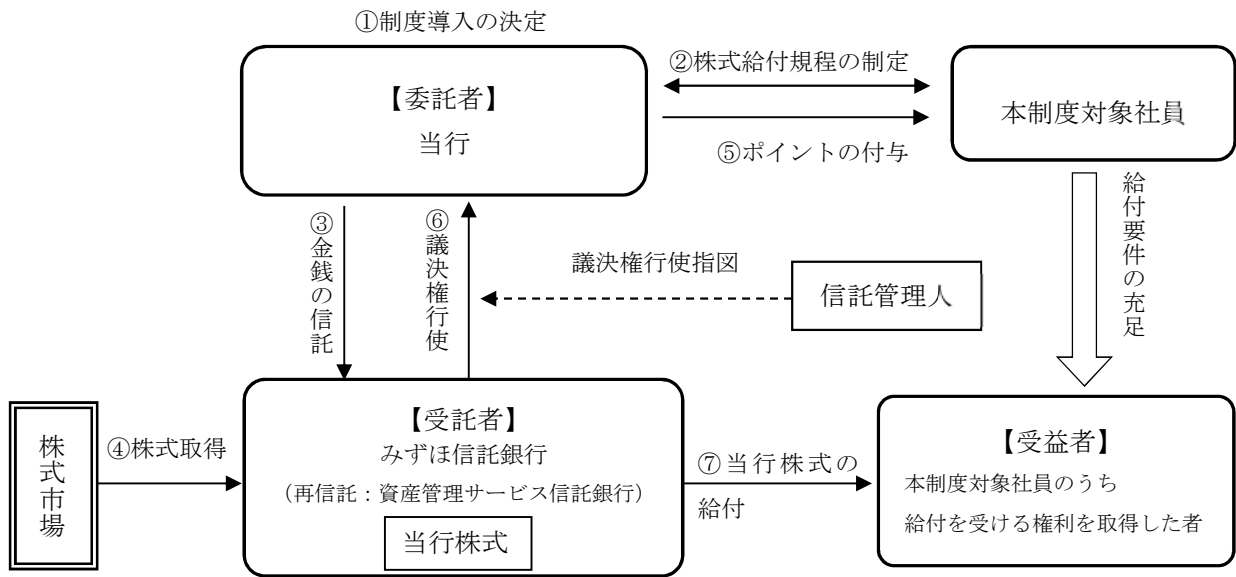 ①制度導入の決定
【委託者】
当行
②株式給付規程の制定
⑤ポイントの付与
本制度対象社員
③金銭の信託
⑥議決権行使
議決権行使指図
信託管理人
給付要件の充足
株式市場
④株式取得
【受託者】
みずほ信託銀行
（再信託：資産管理サービス信託銀行）
当行株式
⑦当行株式の
給付
【受益者】
本制度対象社員のうち
給付を受ける権利を取得した者